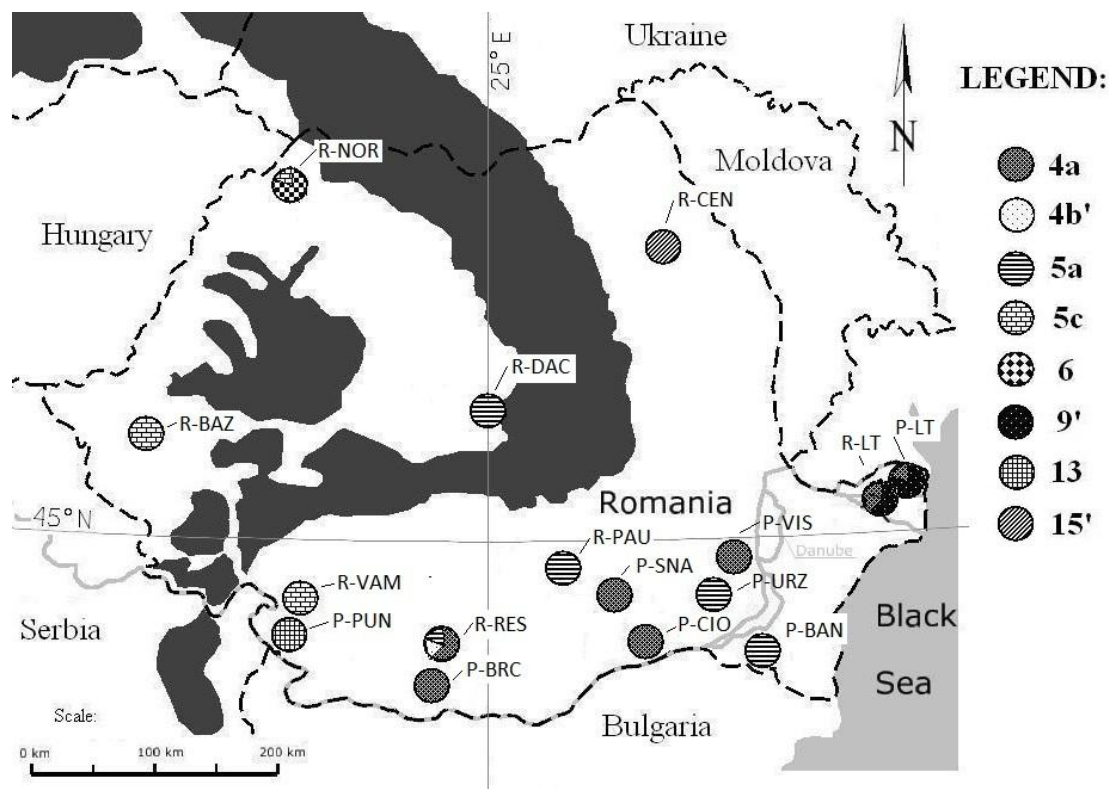 Ukraine
25°E
LEGEND:
N
R-NOR
Moldova
4a
R-CEN
4b'
Hungary
5a
5c
R-DAC
6
R-BAZ
9'
P-LT
R-LT
13
Romania
15'
45°N
P-VIS
R-PAU
Danube
P-SNA
P-URZ
R-VAM
P-PUN
Serbia
R-RES
P-CIO
P-BAN
Black
Sea
P-BRC
Scale:
Bulgaria
0 km
100 km
200 km